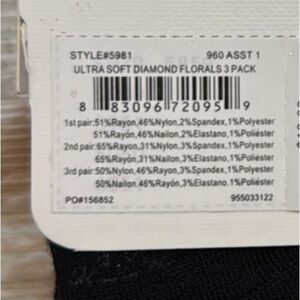 STYLE#5981 960 ASST 1
ULTRA SOFT DIAMOND FLORALS 3 PACK
8 83096 72095 9
1st pair:51%Rayon,46%Nylon,2%Spandex,1%Polyester
51%Rayon,46%Nailon,2%Elastano,1%Poliéster
2nd pair:65%Rayon,31%Nylon,3%Spandex,1%Polyester
65%Rayon,31%Nailon,3%Elastano,1%Poliéster
3rd pair:50%Nylon,46%Rayon,3%Spandex,1%Polyester
50%Nailon,46%Rayon,3%Elastano,1%Poliéster
PO#156852 955033122